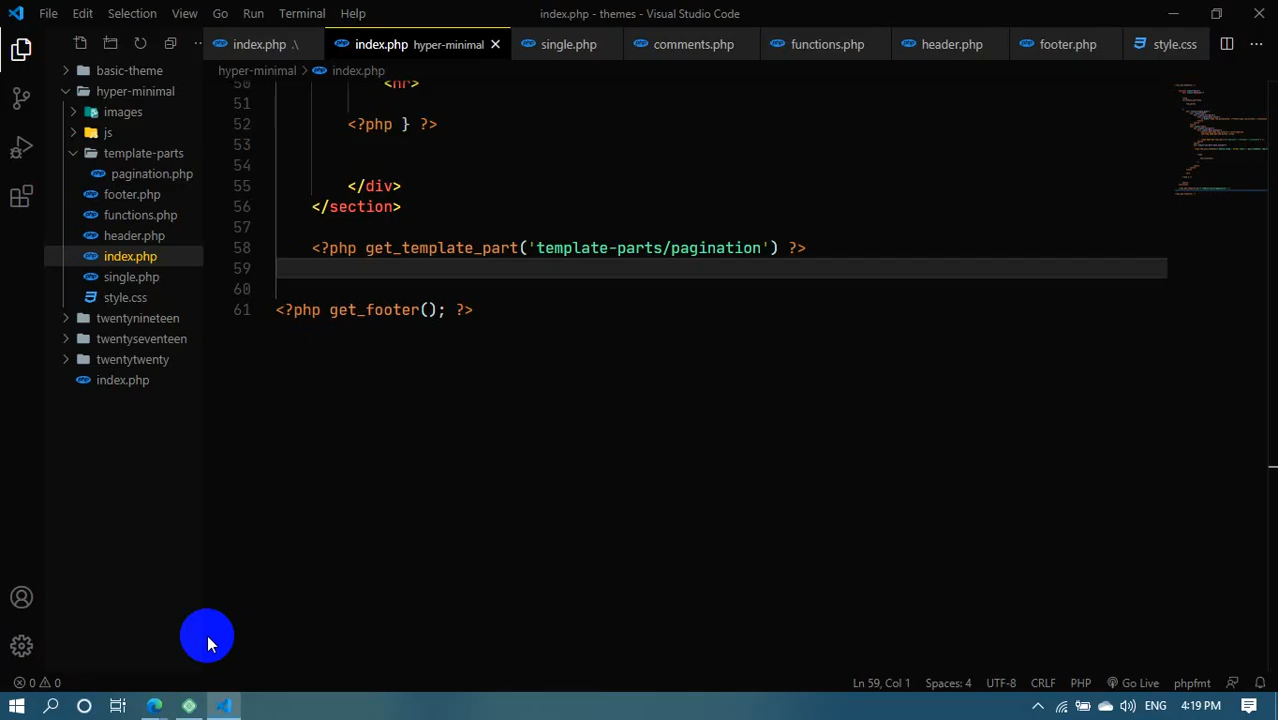 File Edit Selection View Go Run Terminal Help index.php - themes - Visual Studio Code
index.php .\ index.php hyper-minimal single.php comments.php functions.php header.php footer.php style.css
hyper-minimal > index.php
basic-theme
hyper-minimal
images
js
template-parts
pagination.php
footer.php
functions.php
header.php
index.php
single.php
style.css
twentynineteen
twentyseventeen
twentytwenty
index.php
50 <hr>
51
52 <?php } ?>
53
54
55 </div>
56 </section>
57
58 <?php get_template_part('template-parts/pagination') ?>
59
60
61 <?php get_footer(); ?>
0 0 Ln 59, Col 1 Spaces: 4 UTF-8 CRLF PHP Go Live phpfmt
ENG 4:19 PM